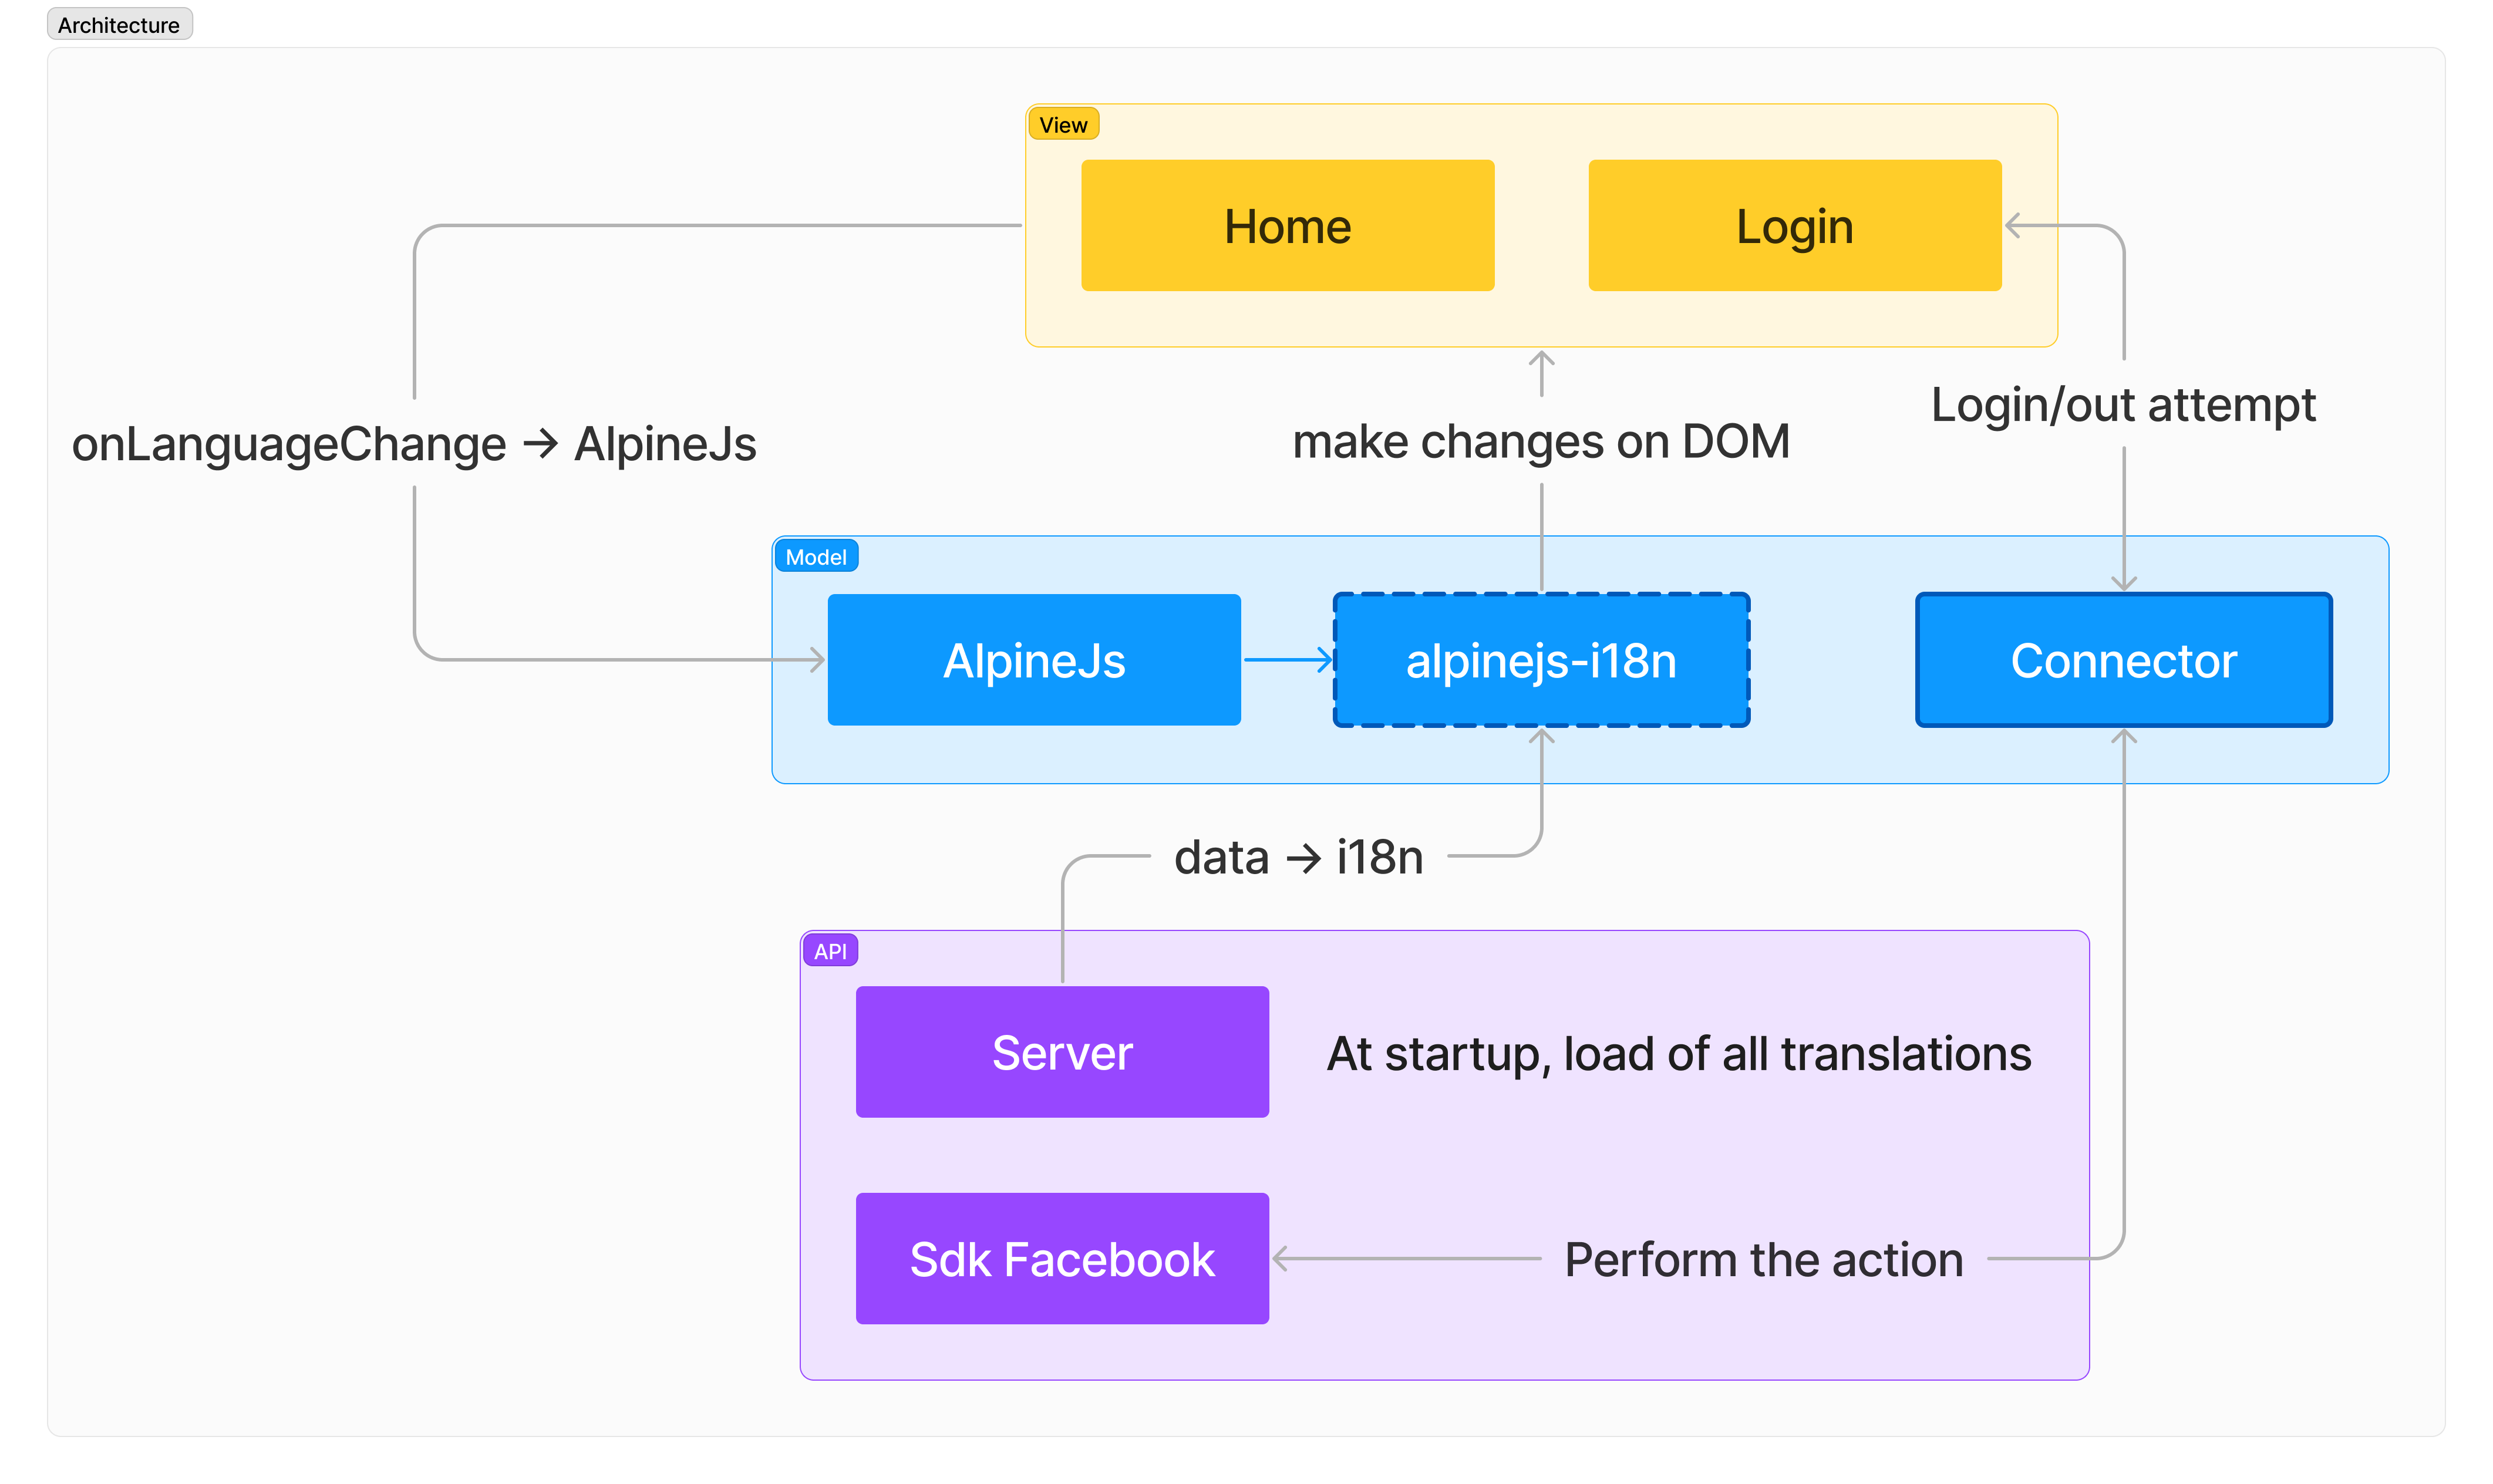 Architecture
View
Home
Login
onLanguageChange → AlpineJs
make changes on DOM
Login/out attempt
Model
AlpineJs
alpinejs-i18n
Connector
data → i18n
API
Server
At startup, load of all translations
Sdk Facebook
Perform the action